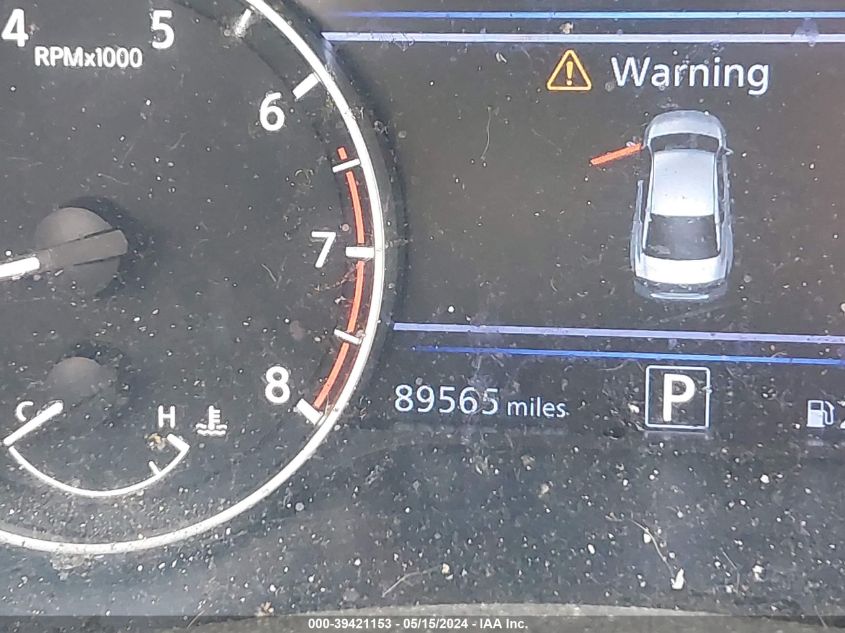 4 5
RPMx1000
Warning
6
7
8
89565 miles
P
C H
000-39421153 - 05/15/2024 - IAA Inc.